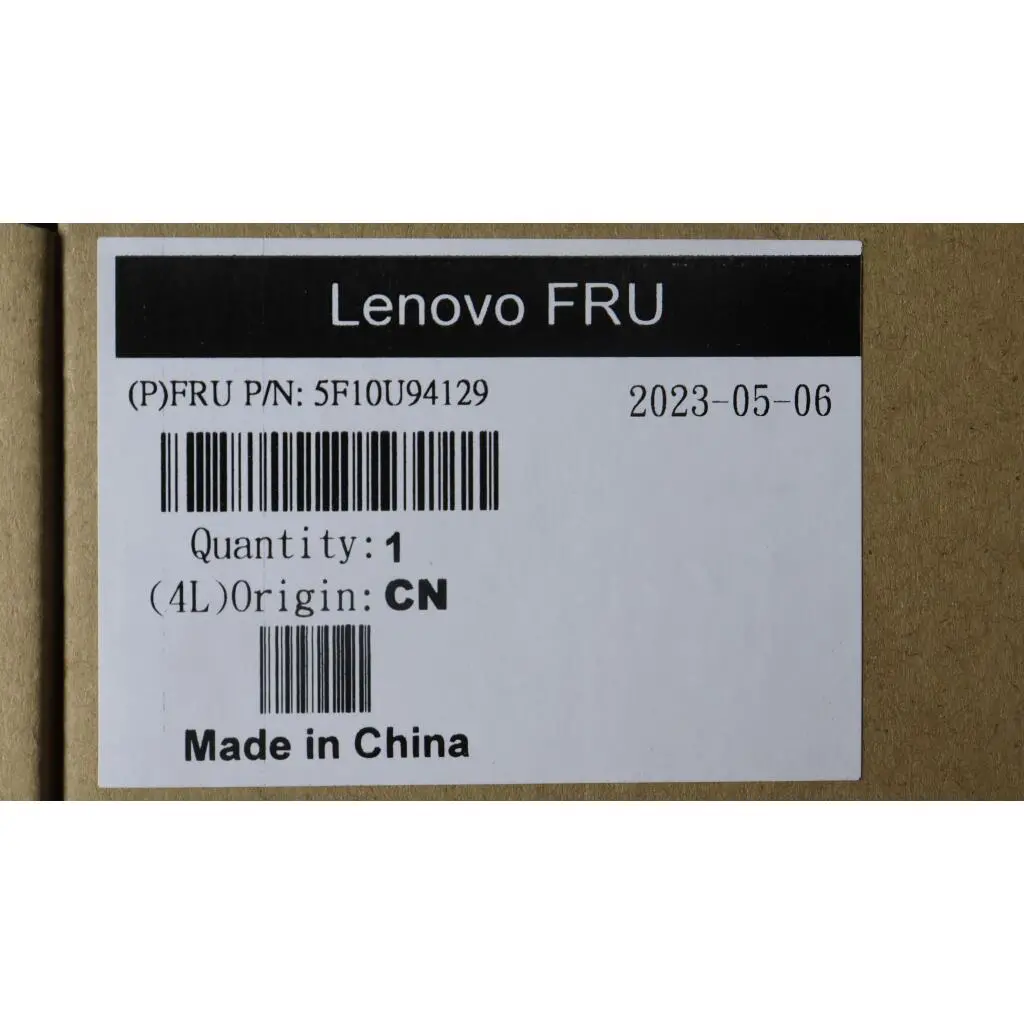 Lenovo FRU
(P)FRU P/N: 5F10U94129
2023-05-06
Quantity:1
(4L)Origin:CN
Made in China